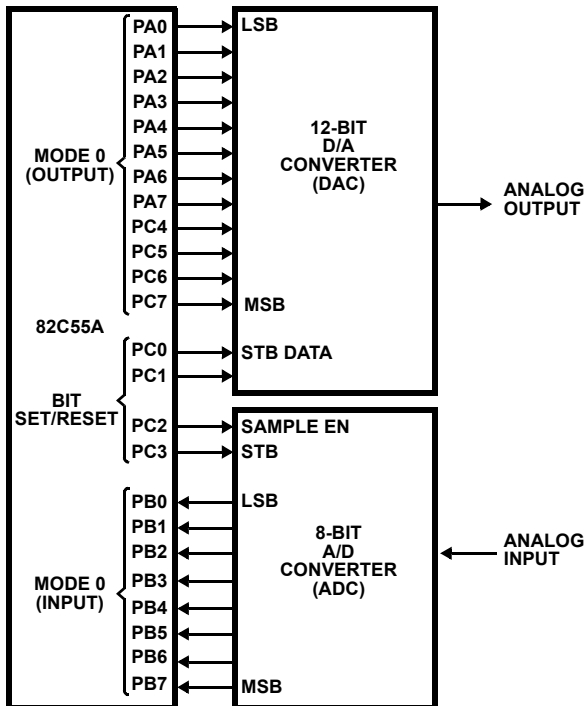 PA0
PA1
PA2
PA3
PA4
PA5
PA6
PA7
PC4
PC5
PC6
PC7
MODE 0
(OUTPUT)
82C55A
PC0
PC1
PC2
PC3
BIT
SET/RESET
PB0
PB1
PB2
PB3
PB4
PB5
PB6
PB7
MODE 0
(INPUT)
LSB
12-BIT
D/A
CONVERTER
(DAC)
MSB
STB DATA
ANALOG
OUTPUT
SAMPLE EN
STB
LSB
8-BIT
A/D
CONVERTER
(ADC)
MSB
ANALOG
INPUT